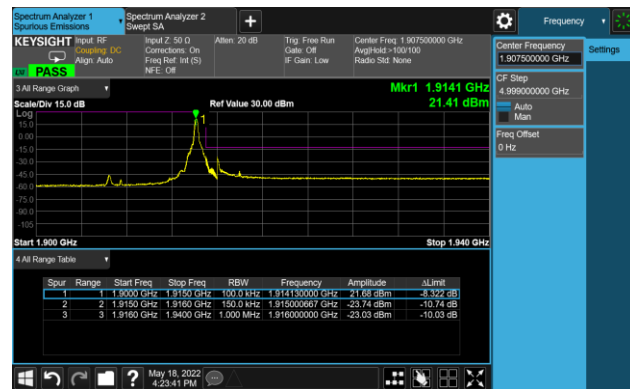 Spectrum Analyzer 1
Spurious Emissions
Spectrum Analyzer 2
Swept SA
+
Frequency
KEYSIGHT
Input: RF
Coupling: DC
Align: Auto
Input Z: 50 Ω
Corrections: On
Freq Ref: Int (S)
NFE: Off
Atten: 20 dB
Trig: Free Run
Gate: Off
IF Gain: Low
Center Freq: 1.907500000 GHz
Avg|Hold:>100/100
Radio Std: None
PASS
Center Frequency
1.907500000 GHz
Settings
CF Step
4.999000000 GHz
Auto
Man
Freq Offset
0 Hz
3 All Range Graph
Mkr1 1.9141 GHz
Scale/Div 15.0 dB
Ref Value 30.00 dBm
21.41 dBm
Log
1
15.0
0.00
-15.0
-30.0
-45.0
-60.0
-75.0
-90.0
-105
Start 1.900 GHz
Stop 1.940 GHz
4 All Range Table
Spur Range Start Freq Stop Freq RBW Frequency Amplitude ΔLimit
1 1 1.9000 GHz 1.9150 GHz 100.0 kHz 1.914130000 GHz 21.68 dBm -8.322 dB
2 2 1.9150 GHz 1.9160 GHz 150.0 kHz 1.915000667 GHz -23.74 dBm -10.74 dB
3 3 1.9160 GHz 1.9400 GHz 1.000 MHz 1.916000000 GHz -23.03 dBm -10.03 dB
?
May 18, 2022
4:23:41 PM